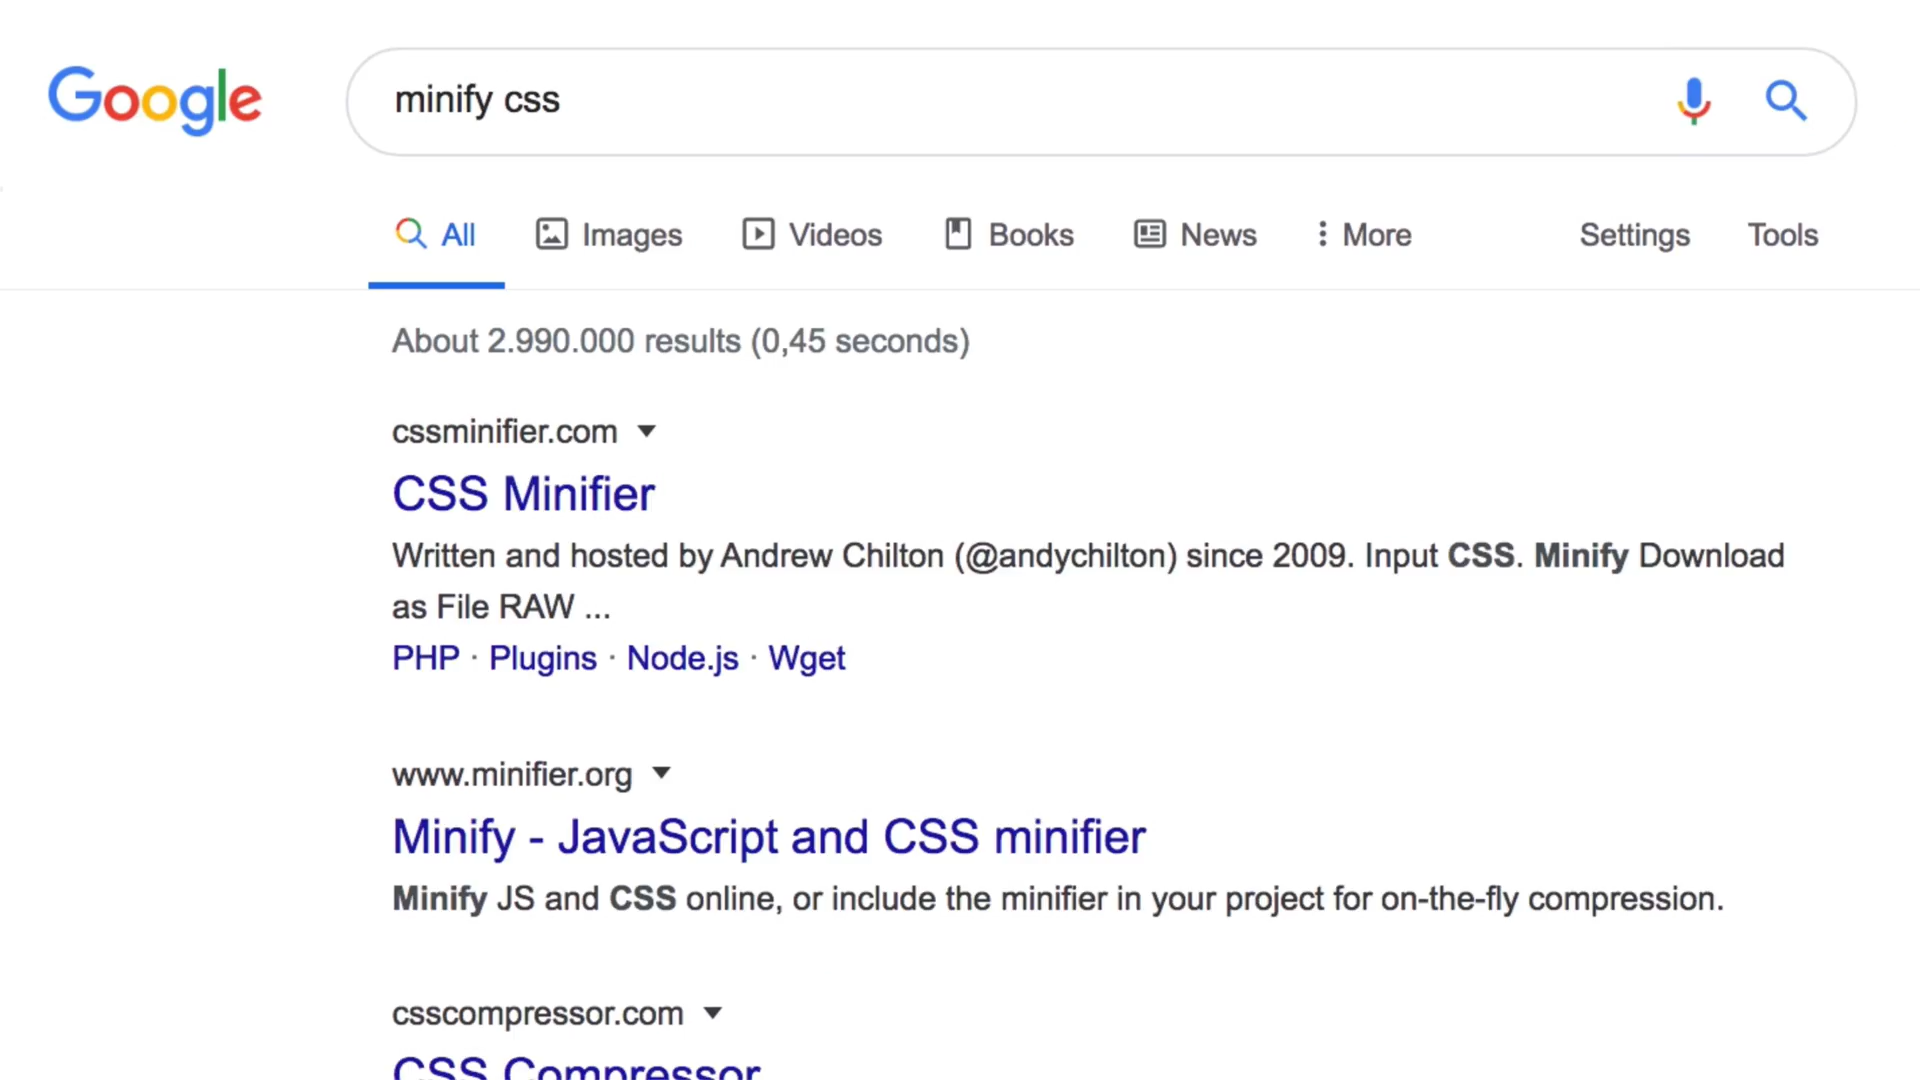 Google
minify css
All Images Videos Books News More Settings Tools
About 2.990.000 results (0,45 seconds)
cssminifier.com
CSS Minifier
Written and hosted by Andrew Chilton (@andychilton) since 2009. Input CSS. Minify Download
as File RAW ...
PHP · Plugins · Node.js · Wget
www.minifier.org
Minify - JavaScript and CSS minifier
Minify JS and CSS online, or include the minifier in your project for on-the-fly compression.
csscompressor.com
CSS Compressor